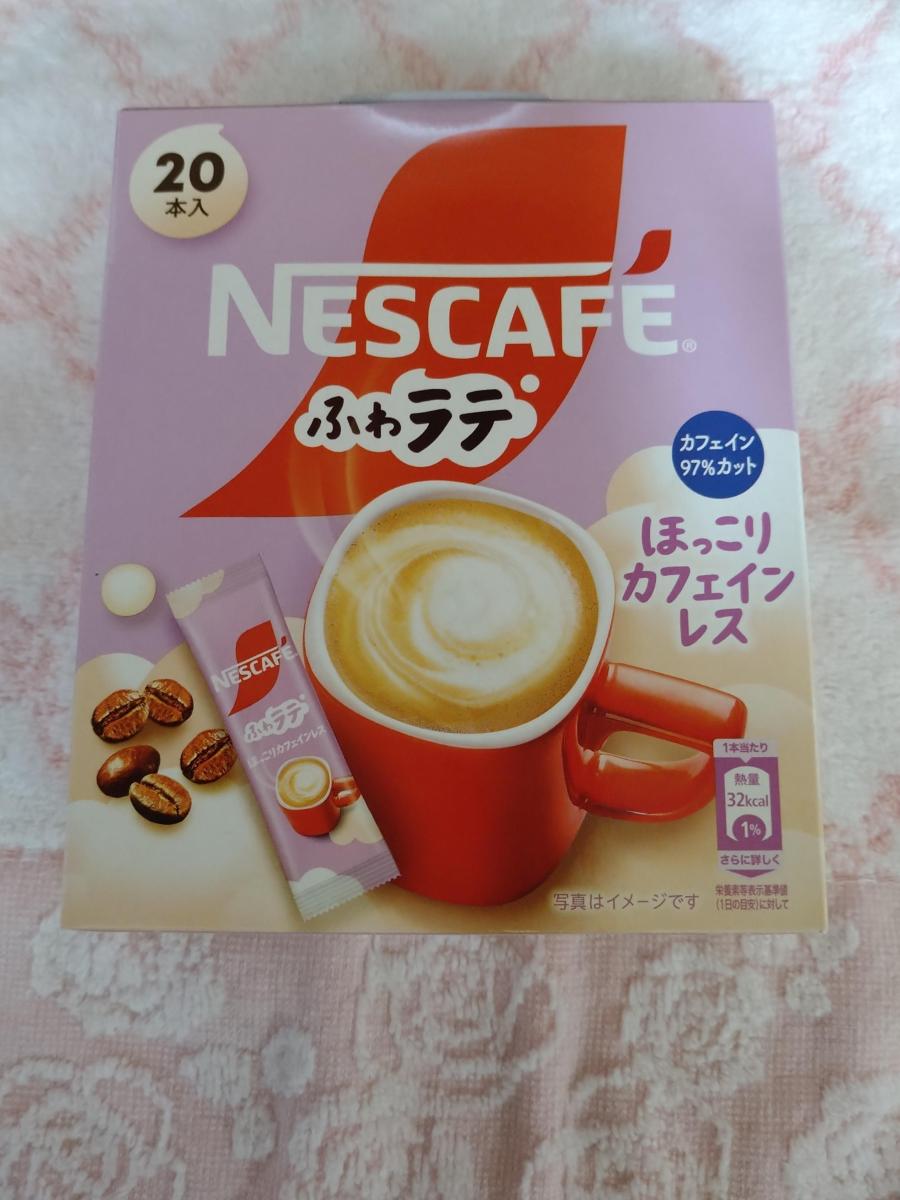 20
本入
NESCAFÉ®
ふわラテ
カフェイン
97%カット
ほっこり
カフェイン
レス
NESCAFÉ
ふわラテ
ほっこりカフェインレス
1本当たり
熱量
32kcal
1%
さらに詳しく
栄養素等表示基準値
(1日の目安)に対して
写真はイメージです